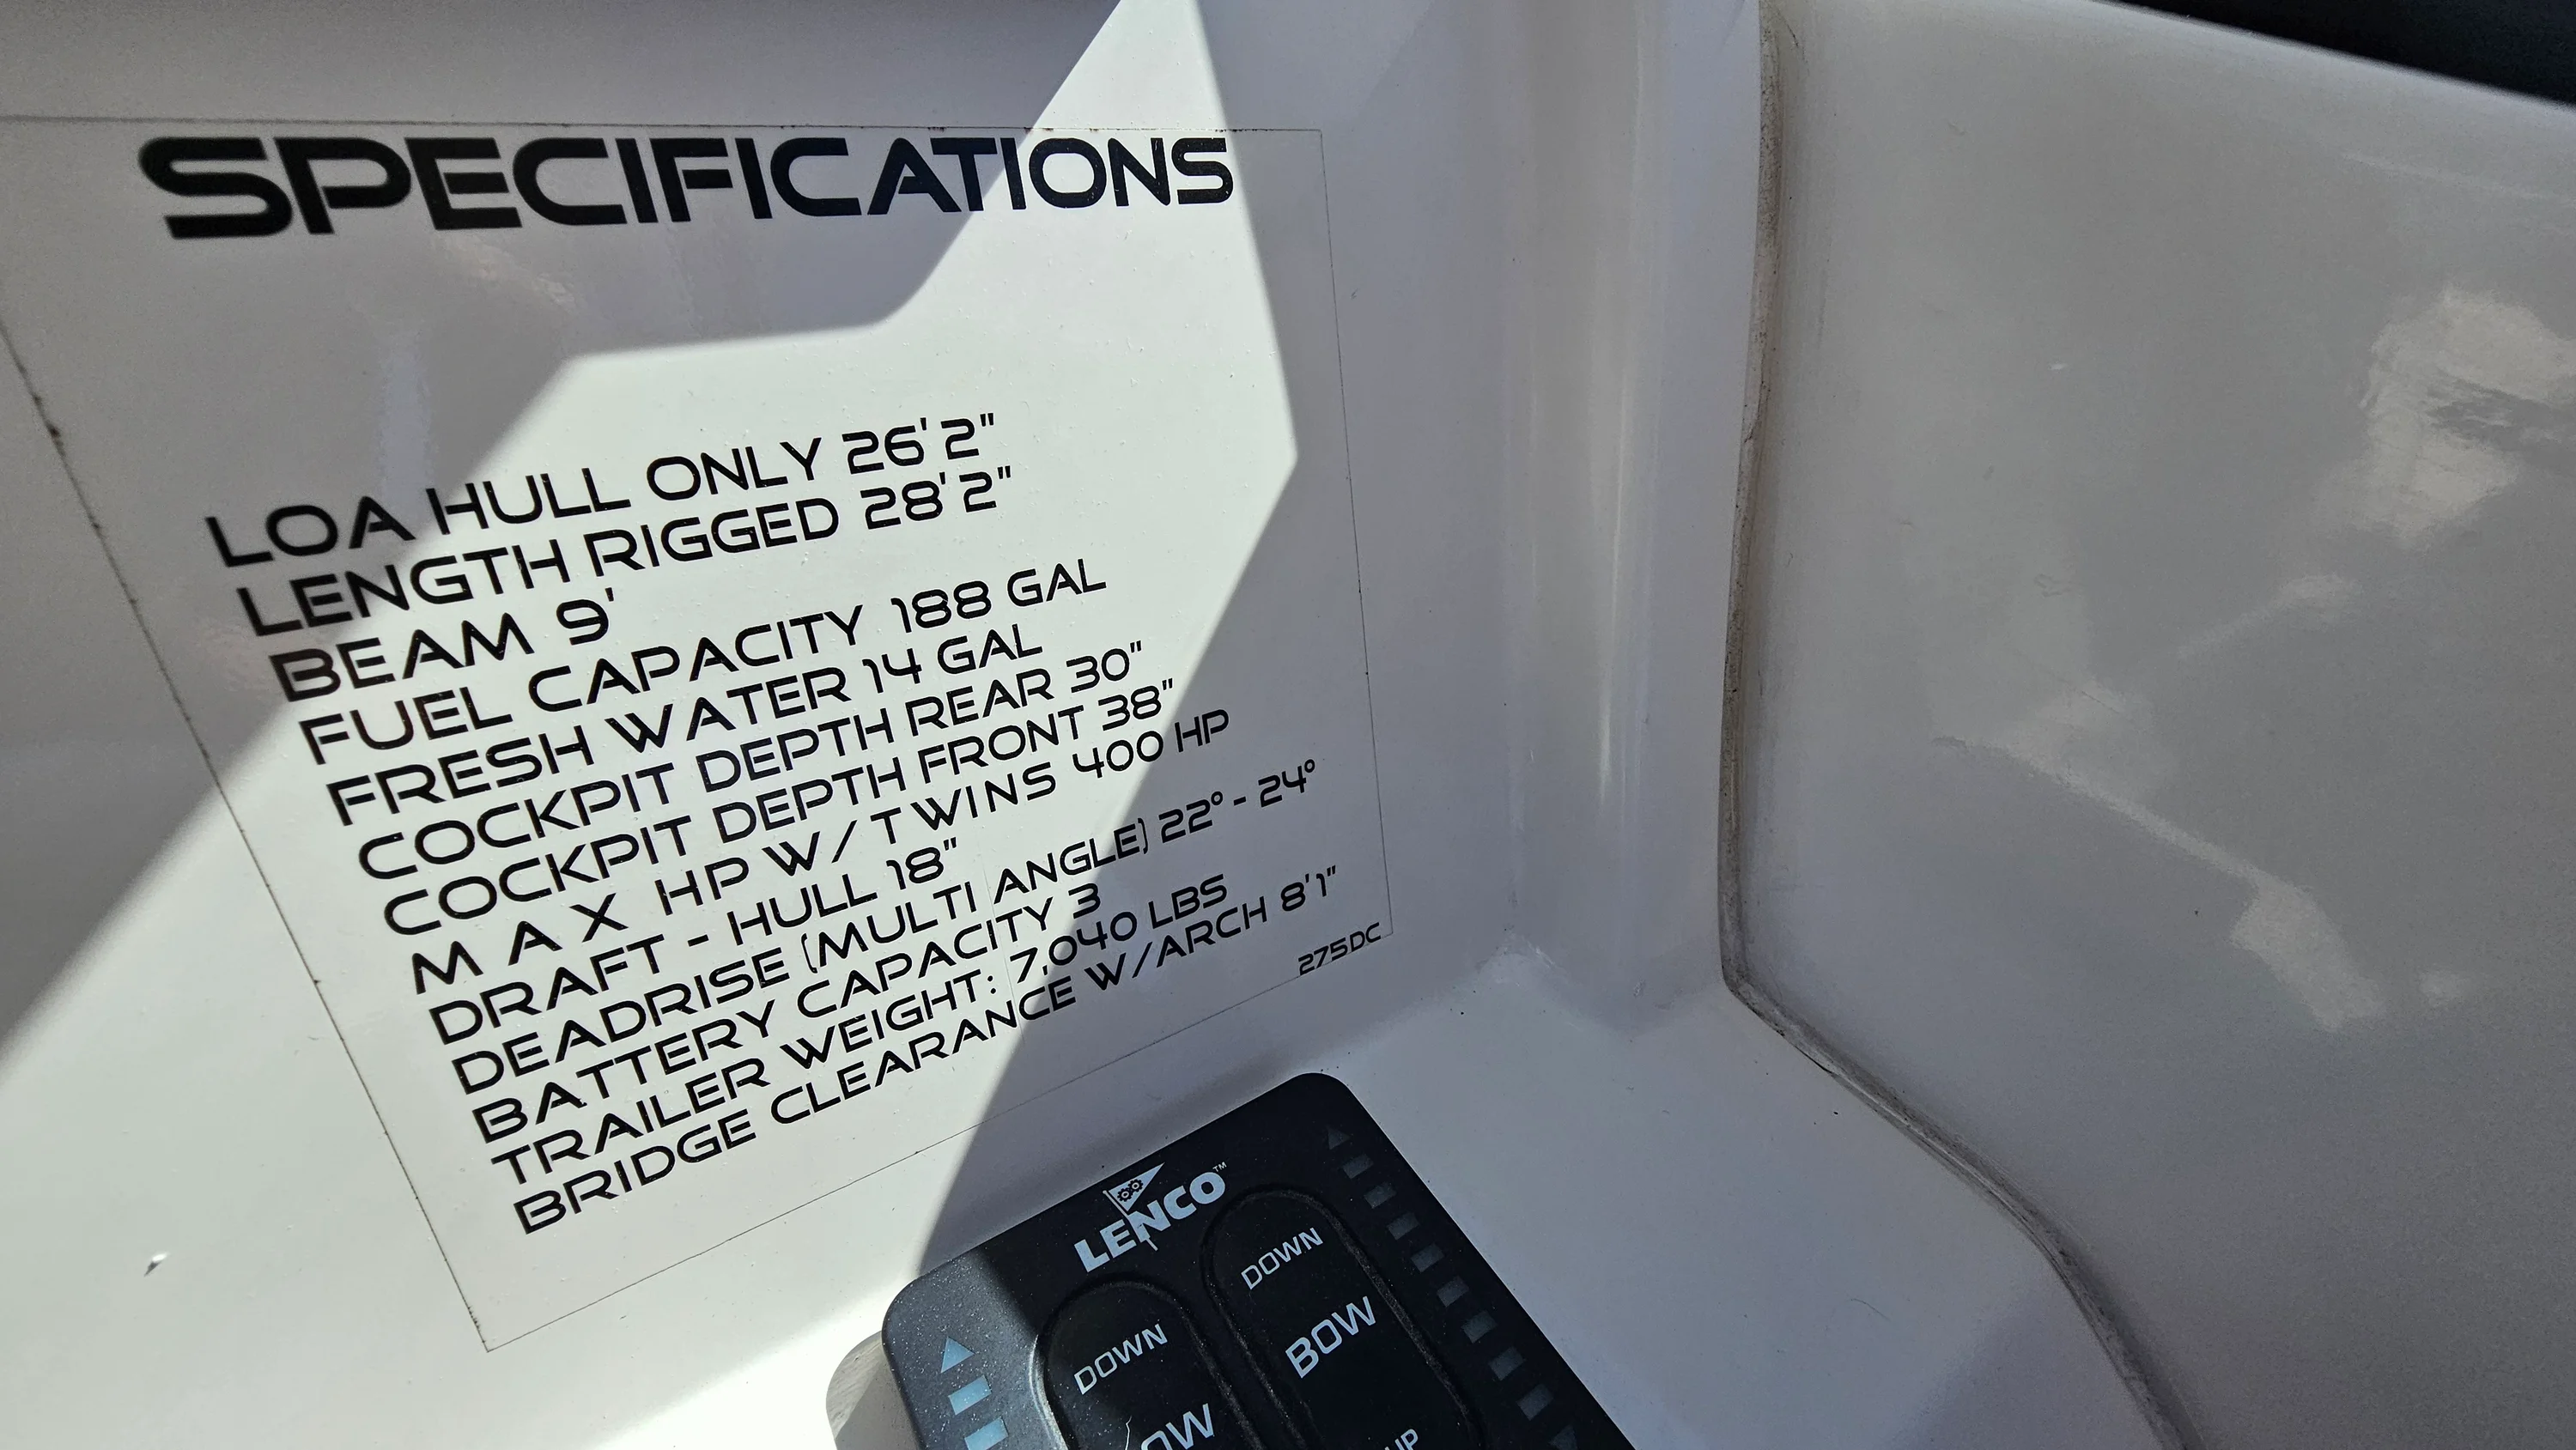 SPECIFICATIONS
LOA HULL ONLY 26'2"
LENGTH RIGGED 28'2"
BEAM 9'
FUEL CAPACITY 188 GAL
FRESH WATER 14 GAL
COCKPIT DEPTH REAR 30"
COCKPIT DEPTH FRONT 38"
MAX HP W/TWINS 400 HP
DRAFT - HULL 18"
DEADRISE (MULTI ANGLE) 22° - 24°
BATTERY CAPACITY 3
TRAILER WEIGHT: 7,040 LBS
BRIDGE CLEARANCE W/ARCH 8'1"
275DC
LENCO™
DOWN
BOW
UP
DOWN